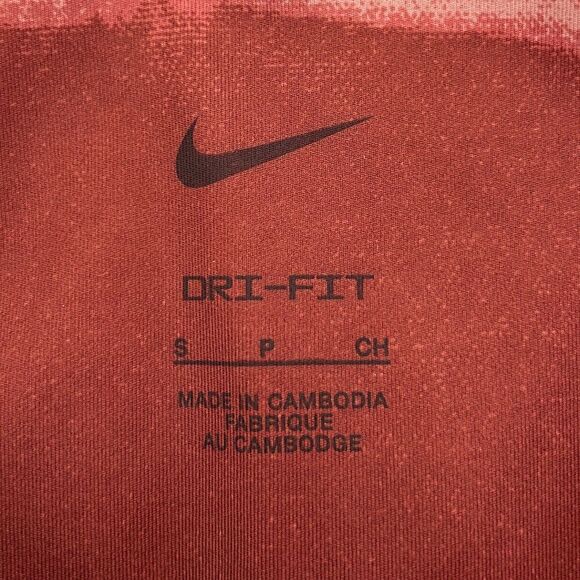 DRI-FIT
S P CH
MADE IN CAMBODIA
FABRIQUE
AU CAMBODGE